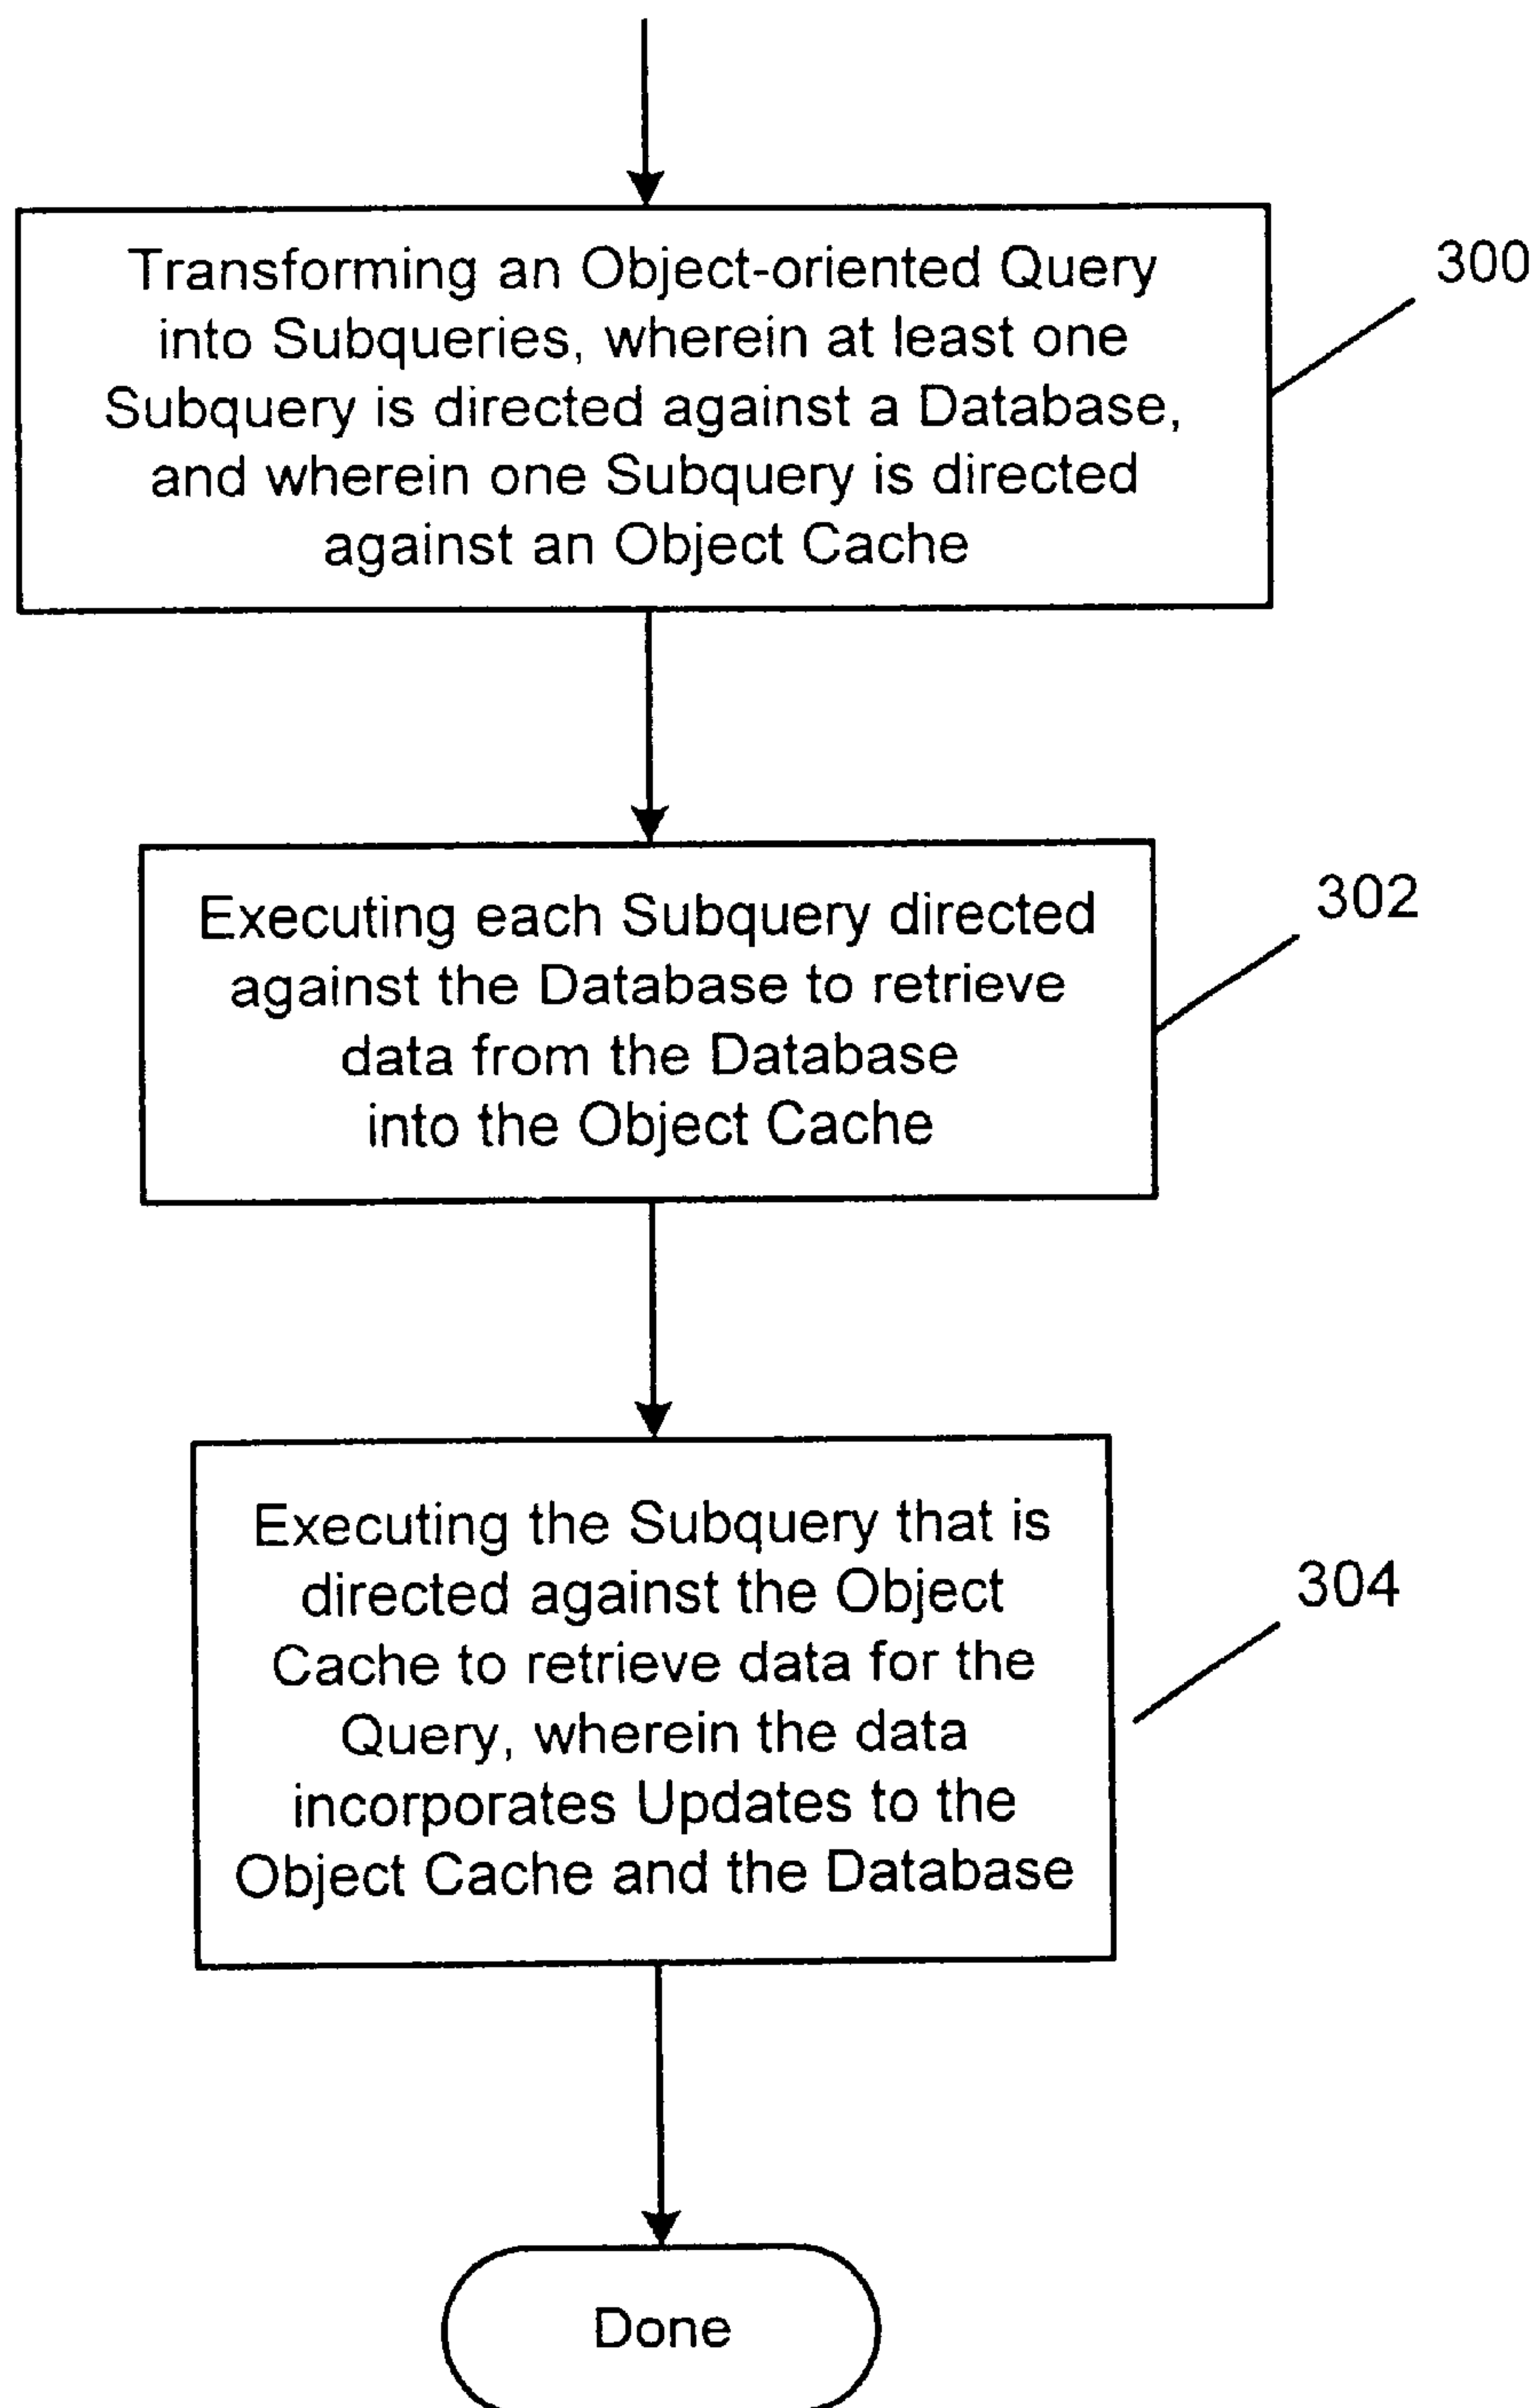 Transforming an Object-oriented Query
into Subqueries, wherein at least one
Subquery is directed against a Database,
and wherein one Subquery is directed
against an Object Cache
300
Executing each Subquery directed
against the Database to retrieve
data from the Database
into the Object Cache
302
Executing the Subquery that is
directed against the Object
Cache to retrieve data for the
Query, wherein the data
incorporates Updates to the
Object Cache and the Database
304
Done